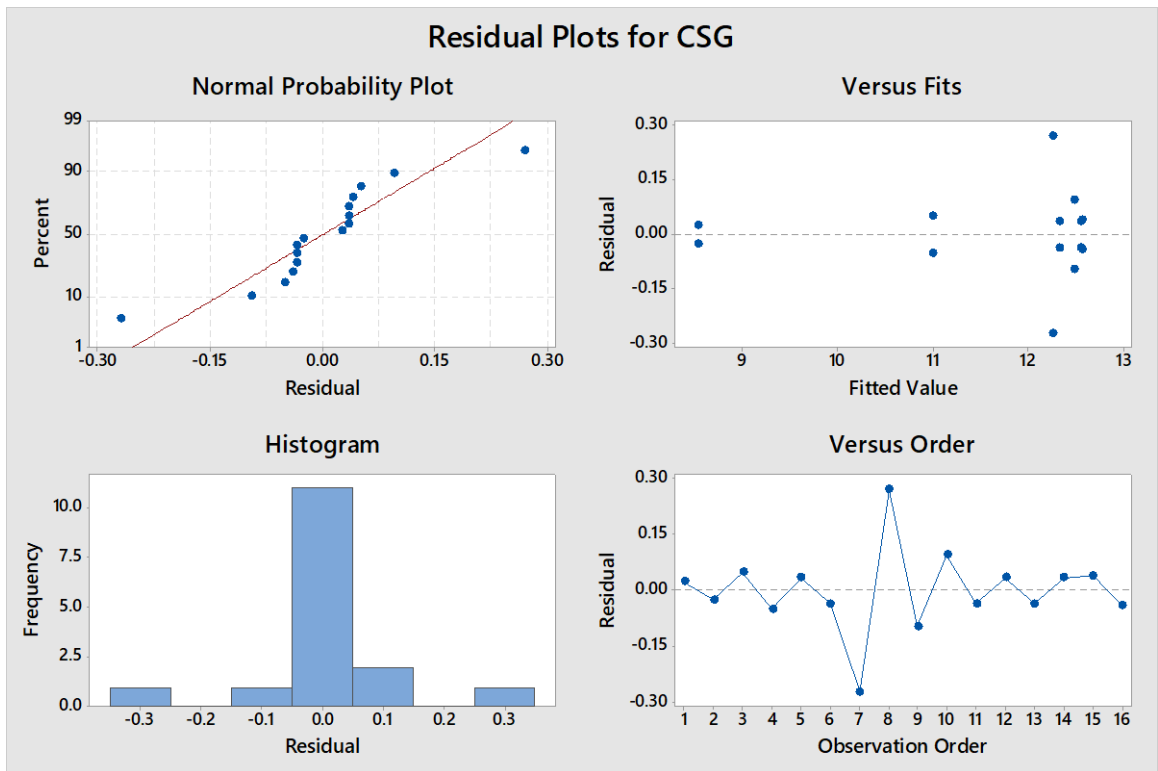 Residual Plots for CSG
Normal Probability Plot
99
90
50
10
1
Percent
-0.30 -0.15 0.00 0.15 0.30
Residual
Versus Fits
0.30
0.15
0.00
-0.15
-0.30
Residual
9 10 11 12 13
Fitted Value
Histogram
10.0
7.5
5.0
2.5
0.0
Frequency
-0.3 -0.2 -0.1 0.0 0.1 0.2 0.3
Residual
Versus Order
0.30
0.15
0.00
-0.15
-0.30
Residual
1 2 3 4 5 6 7 8 9 10 11 12 13 14 15 16
Observation Order